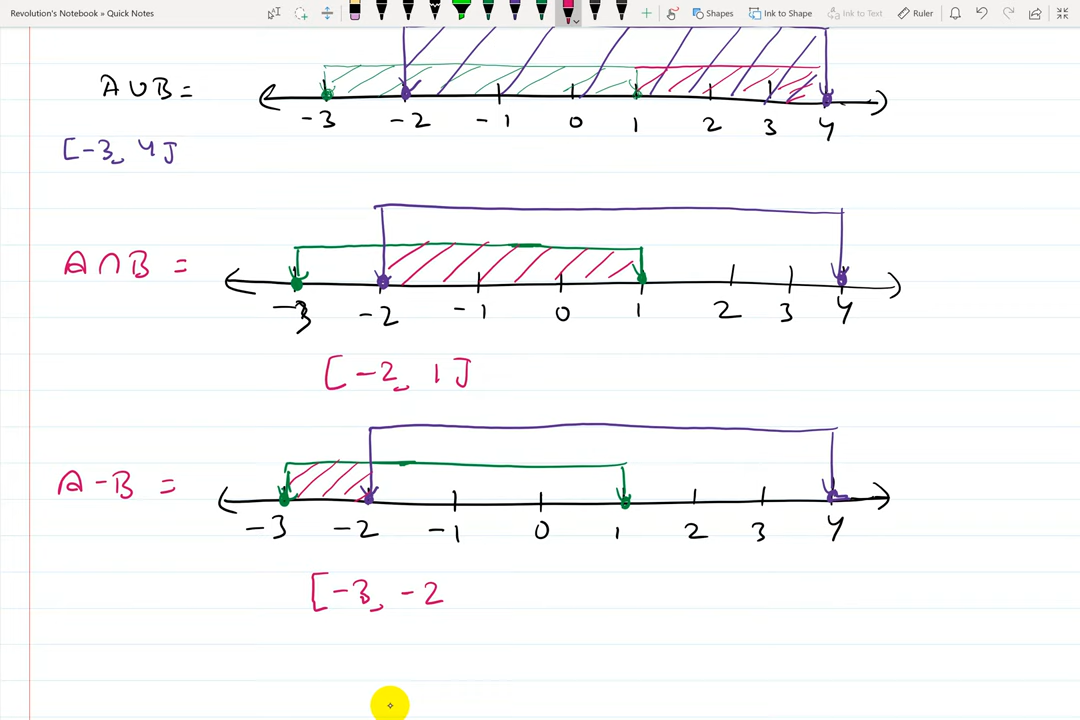 Revolution's Notebook » Quick Notes
Shapes Ink to Shape Ink to Text Ruler
A∪B =
-3 -2 -1 0 1 2 3 4
[-3, 4]
A∩B =
-3 -2 -1 0 1 2 3 4
[-2, 1]
A-B =
-3 -2 -1 0 1 2 3 4
[-3, -2